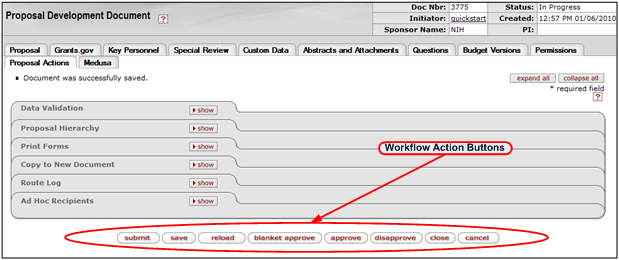 Proposal Development Document ?
Doc Nbr: 3775 Status: In Progress
Initiator: quickstart Created: 12:57 PM 01/06/2010
Sponsor Name: NIH PI:
Proposal Grants.gov Key Personnel Special Review Custom Data Abstracts and Attachments Questions Budget Versions Permissions
Proposal Actions Medusa
Document was successfully saved.
expand all collapse all
* required field
?
Data Validation show
Proposal Hierarchy show
Print Forms show
Copy to New Document show
Route Log show
Ad Hoc Recipients show
Workflow Action Buttons
submit save reload blanket approve approve disapprove close cancel